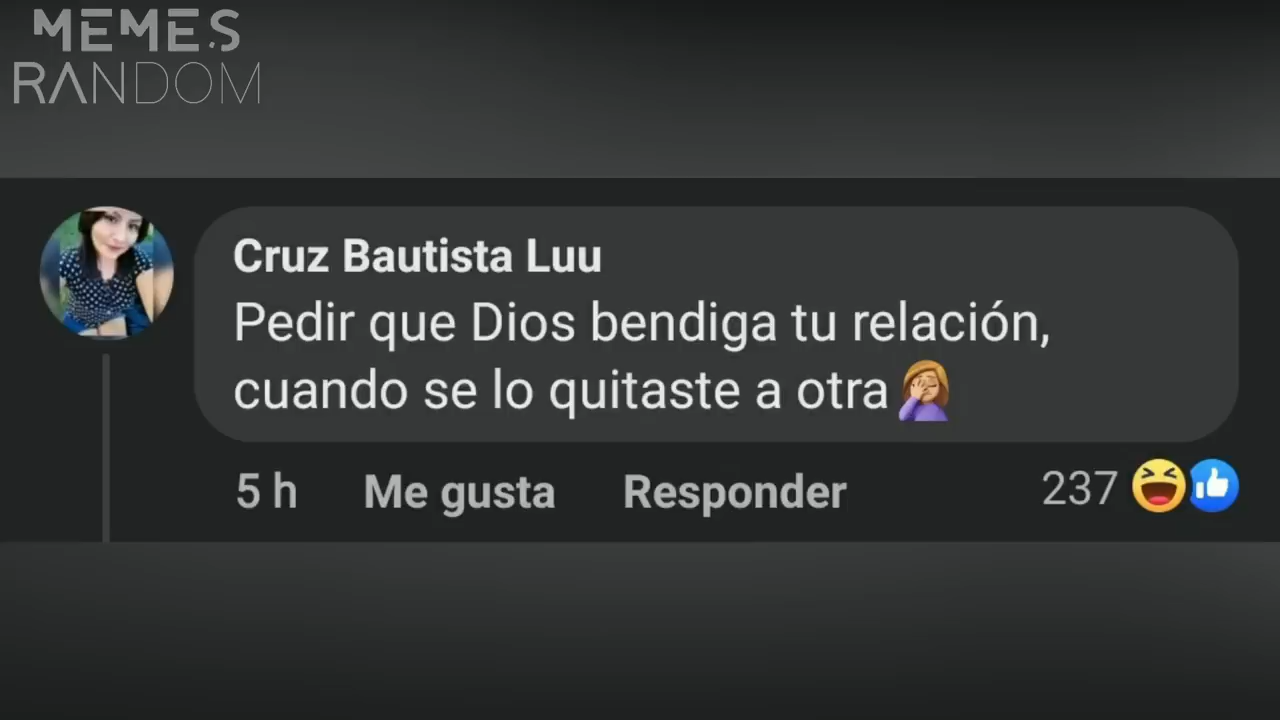 MEMES
RANDOM
Cruz Bautista Luu
Pedir que Dios bendiga tu relación,
cuando se lo quitaste a otra🤦🏼‍♀️
5 h Me gusta Responder 237